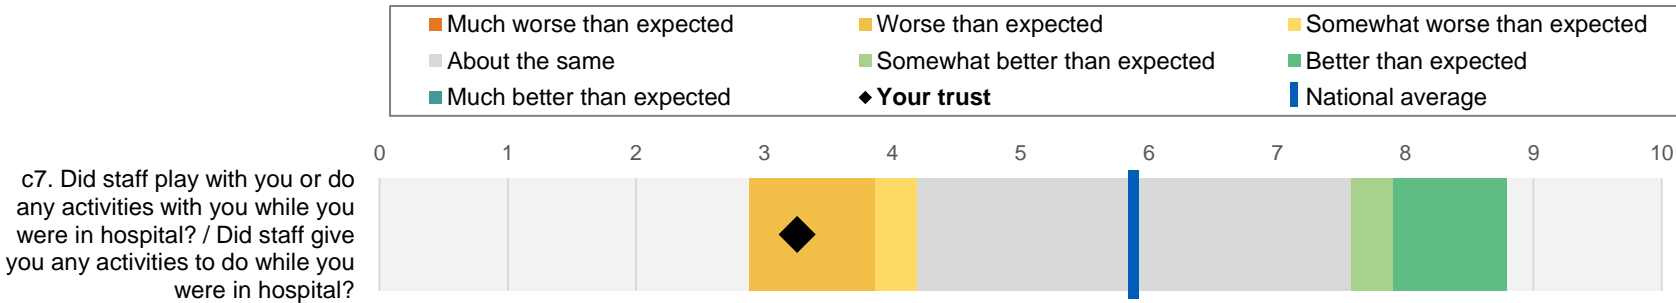 Much worse than expected
Worse than expected
Somewhat worse than expected
About the same
Somewhat better than expected
Better than expected
Much better than expected
Your trust
National average
0 1 2 3 4 5 6 7 8 9 10
c7. Did staff play with you or do
any activities with you while you
were in hospital? / Did staff give
you any activities to do while you
were in hospital?